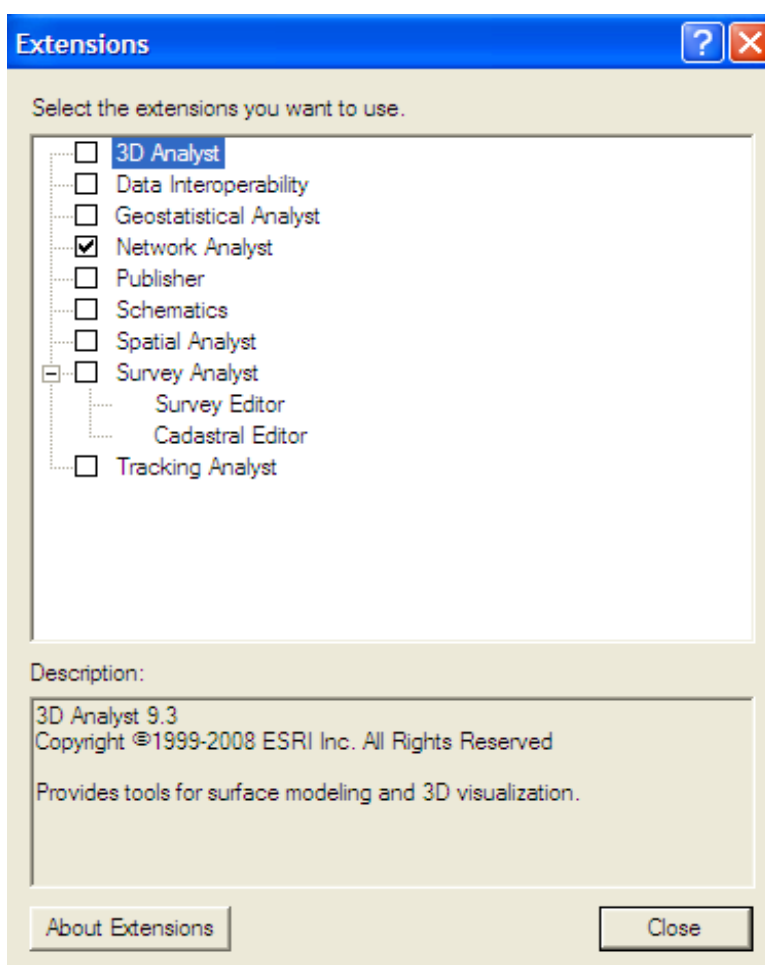 Extensions
Select the extensions you want to use.
3D Analyst
Data Interoperability
Geostatistical Analyst
Network Analyst
Publisher
Schematics
Spatial Analyst
Survey Analyst
Survey Editor
Cadastral Editor
Tracking Analyst
Description:
3D Analyst 9.3
Copyright ©1999-2008 ESRI Inc. All Rights Reserved
Provides tools for surface modeling and 3D visualization.
About Extensions
Close